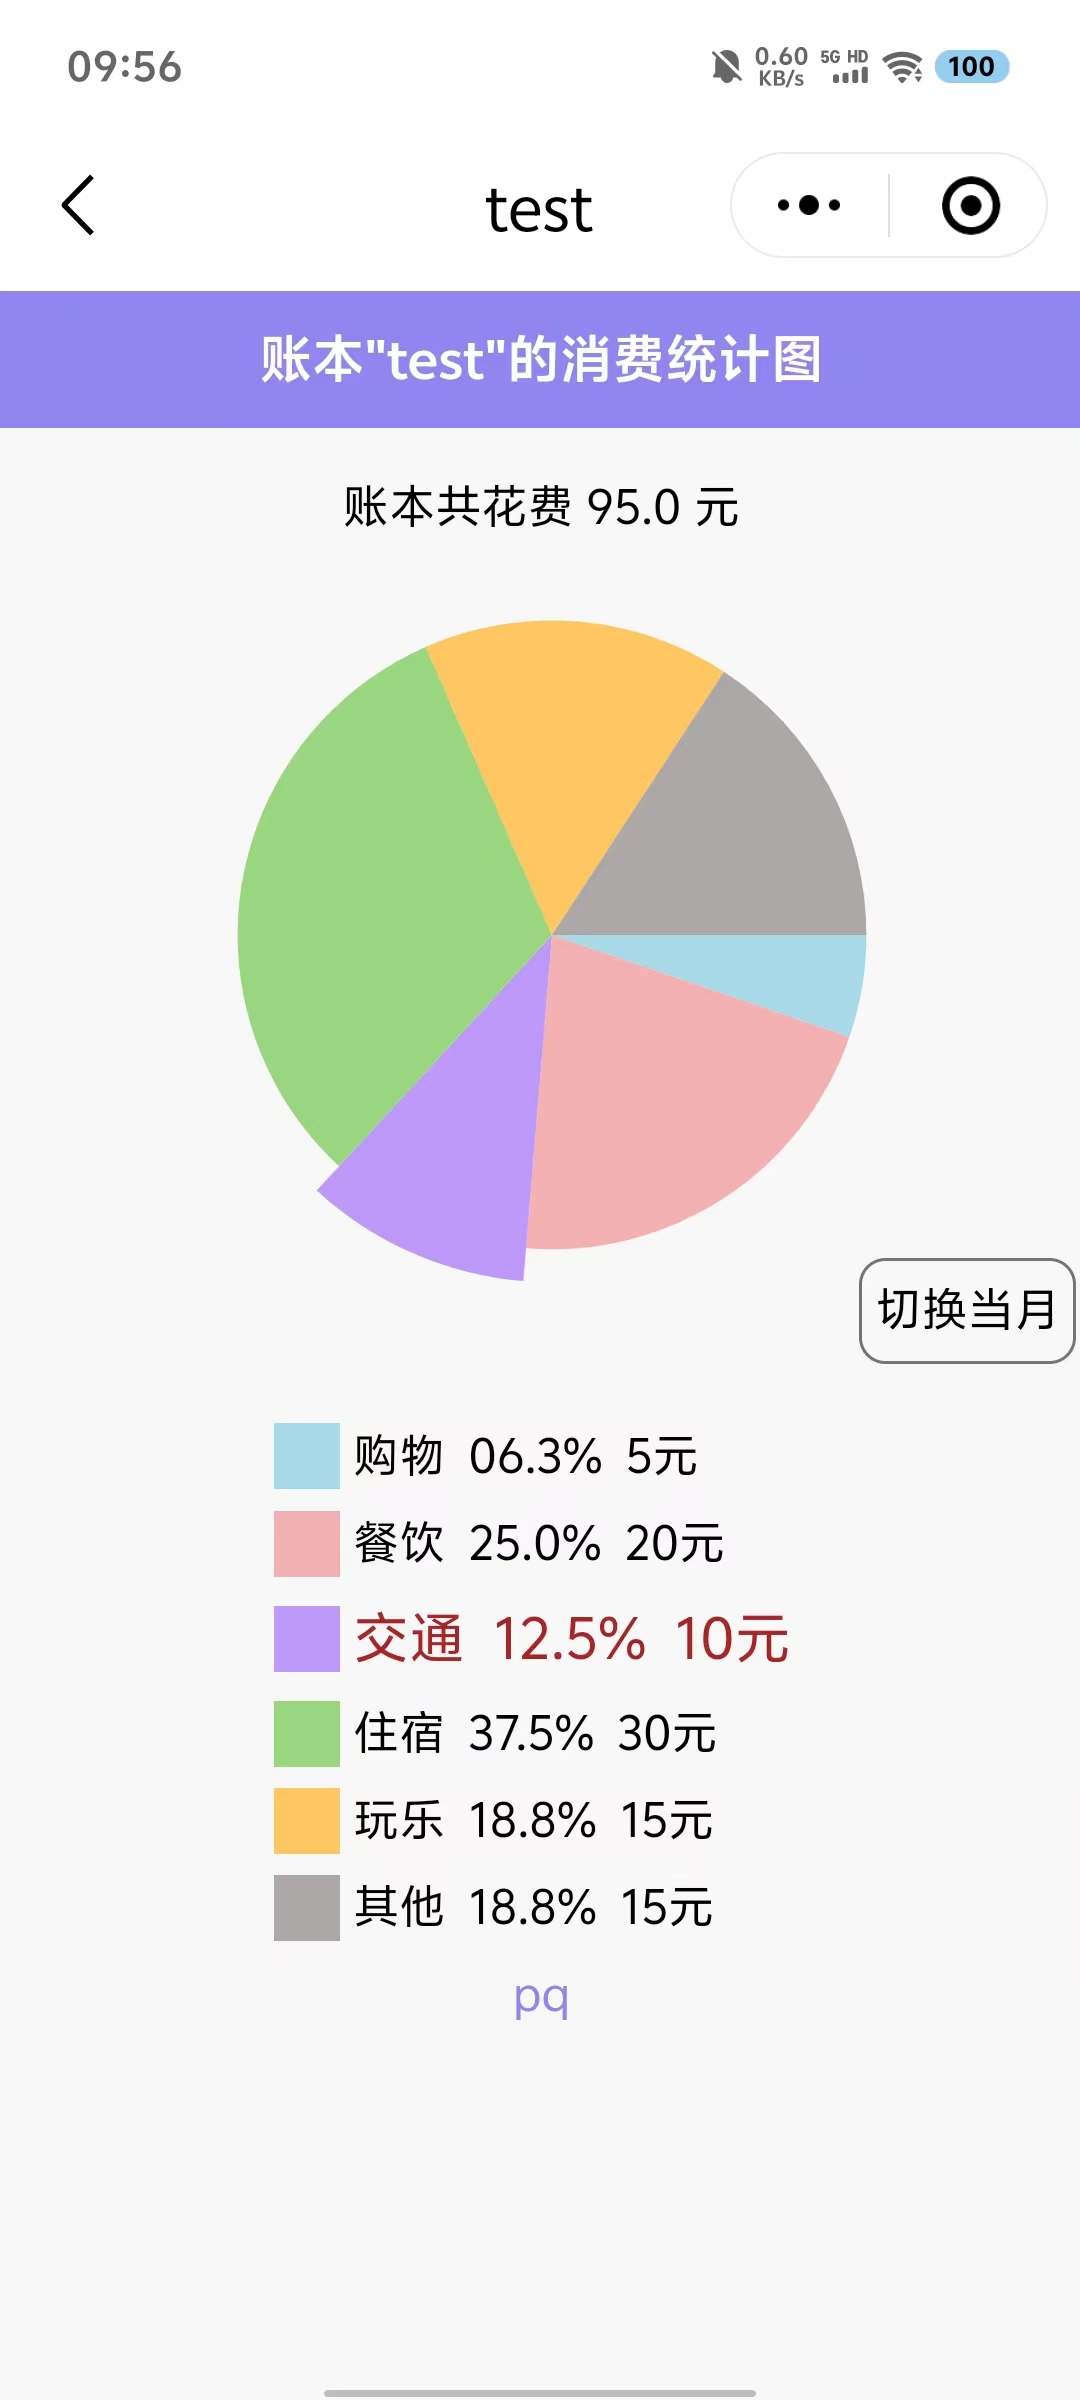 09:56
0.60
KB/s
5G HD
100
test
账本"test"的消费统计图
账本共花费 95.0 元
切换当月
购物 06.3% 5元
餐饮 25.0% 20元
交通 12.5% 10元
住宿 37.5% 30元
玩乐 18.8% 15元
其他 18.8% 15元
pq